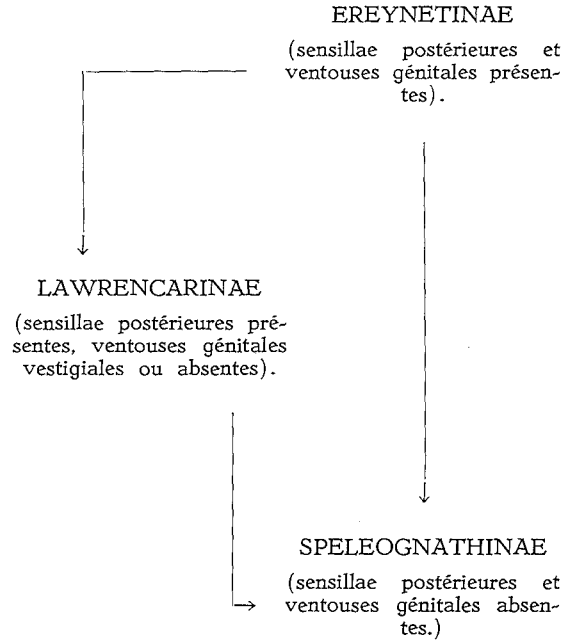 EREYNETINAE
(sensillae postérieures et
ventouses génitales présen-
tes).
LAWRENCARINAE
(sensillae postérieures pré-
sentes, ventouses génitales
vestigiales ou absentes).
SPELEOGNATHINAE
(sensillae postérieures et
ventouses génitales absen-
tes.)